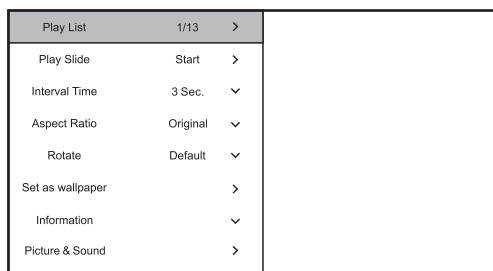 Play List 1/13 >
Play Slide Start >
Interval Time 3 Sec.
Aspect Ratio Original
Rotate Default
Set as wallpaper >
Information
Picture & Sound >